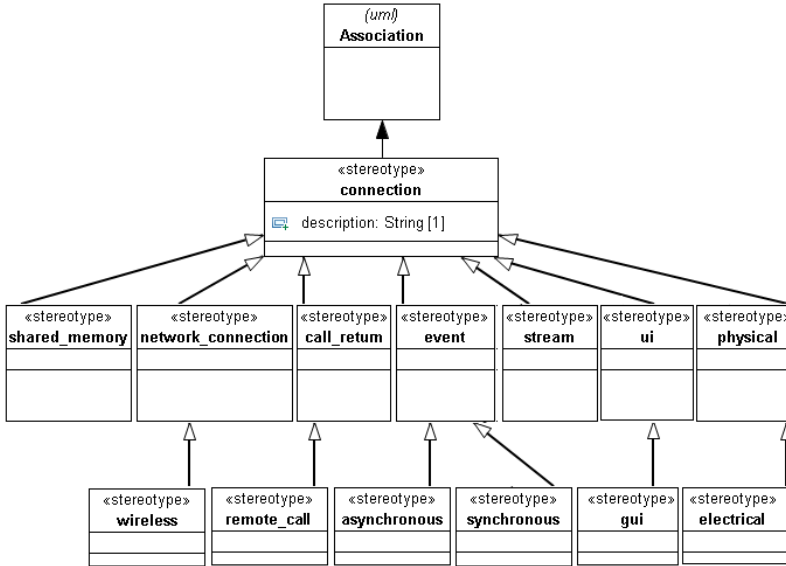 (uml)
Association
«stereotype»
connection
description: String [1]
«stereotype» «stereotype» «stereotype» «stereotype» «stereotype» «stereotype» «stereotype»
shared_memory network_connection call_return event stream ui physical
«stereotype» «stereotype» «stereotype» «stereotype» «stereotype» «stereotype»
wireless remote_call asynchronous synchronous gui electrical